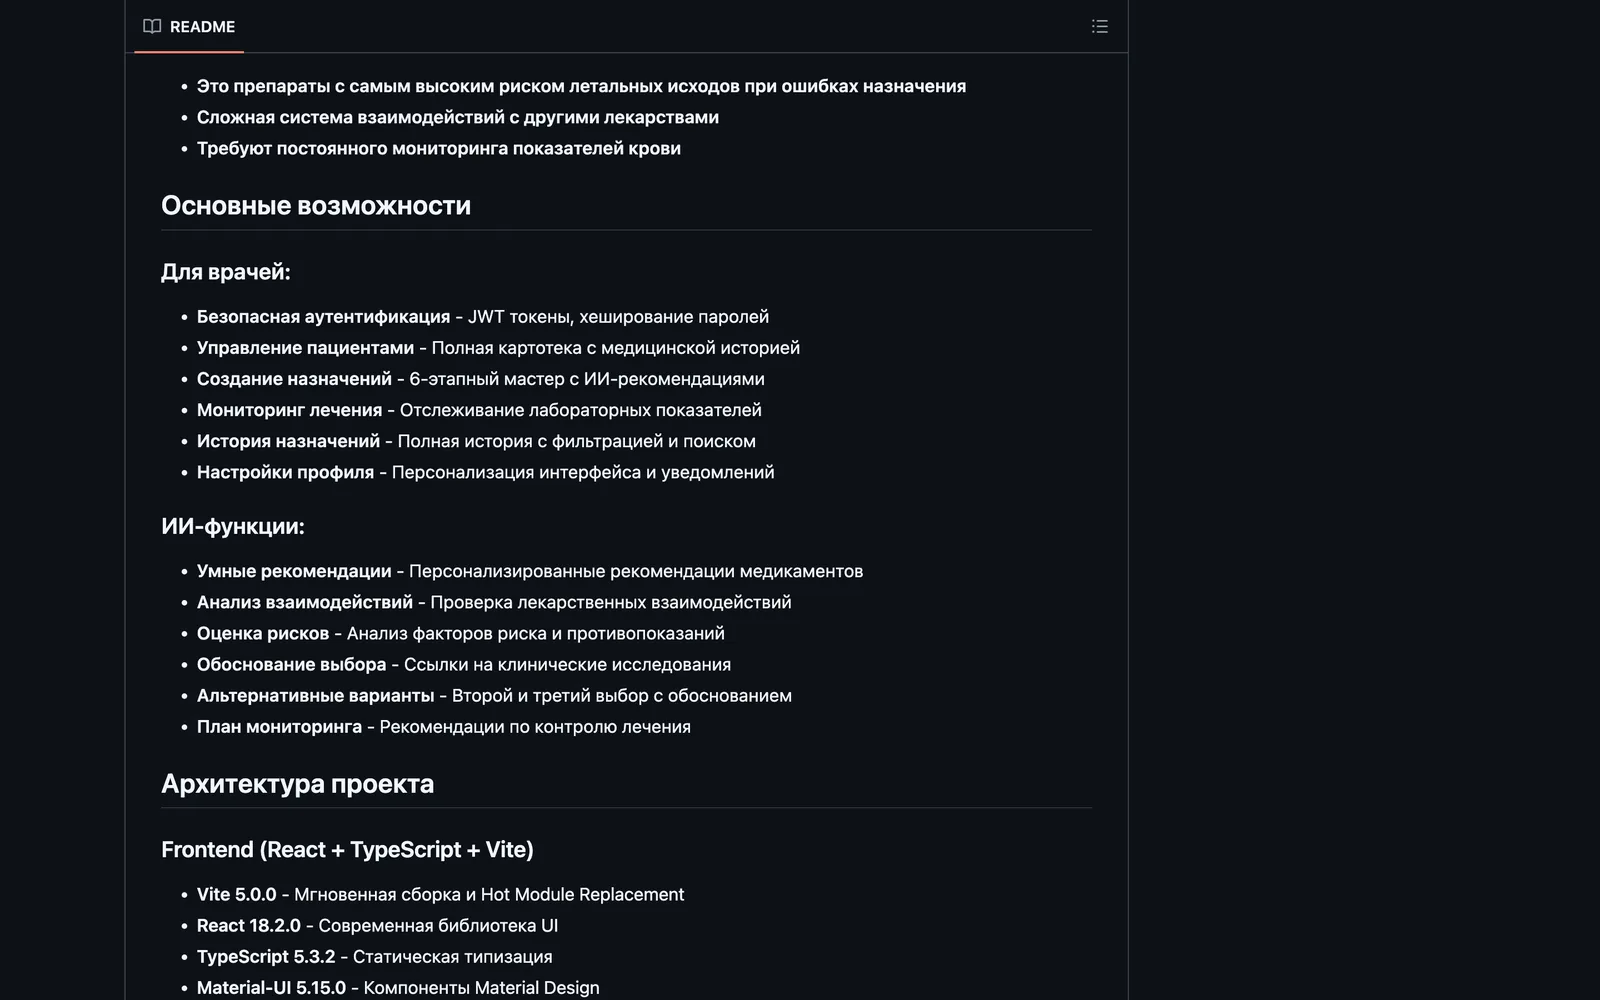 README
• Это препараты с самым высоким риском летальных исходов при ошибках назначения
• Сложная система взаимодействий с другими лекарствами
• Требуют постоянного мониторинга показателей крови
Основные возможности
Для врачей:
• Безопасная аутентификация - JWT токены, хеширование паролей
• Управление пациентами - Полная картотека с медицинской историей
• Создание назначений - 6-этапный мастер с ИИ-рекомендациями
• Мониторинг лечения - Отслеживание лабораторных показателей
• История назначений - Полная история с фильтрацией и поиском
• Настройки профиля - Персонализация интерфейса и уведомлений
ИИ-функции:
• Умные рекомендации - Персонализированные рекомендации медикаментов
• Анализ взаимодействий - Проверка лекарственных взаимодействий
• Оценка рисков - Анализ факторов риска и противопоказаний
• Обоснование выбора - Ссылки на клинические исследования
• Альтернативные варианты - Второй и третий выбор с обоснованием
• План мониторинга - Рекомендации по контролю лечения
Архитектура проекта
Frontend (React + TypeScript + Vite)
• Vite 5.0.0 - Мгновенная сборка и Hot Module Replacement
• React 18.2.0 - Современная библиотека UI
• TypeScript 5.3.2 - Статическая типизация
• Material-UI 5.15.0 - Компоненты Material Design